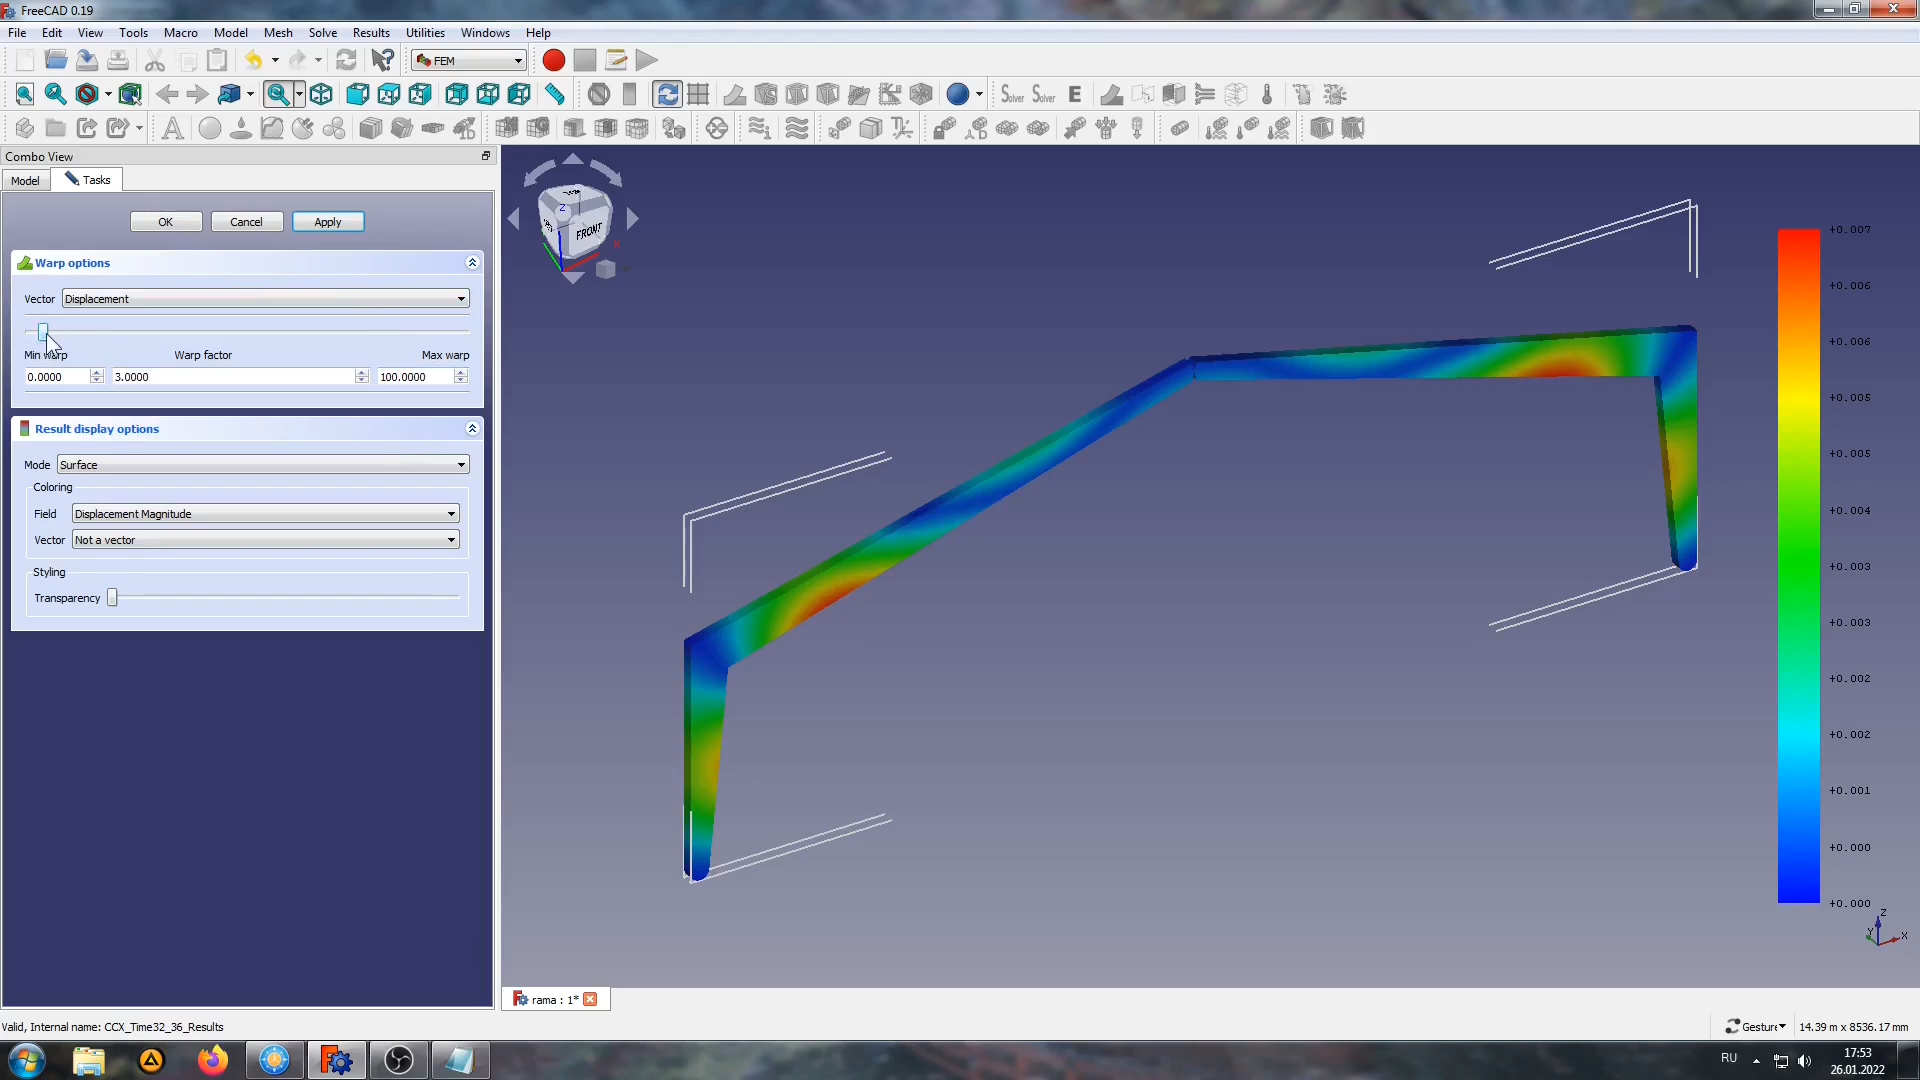 FreeCAD 0.19
File Edit View Tools Macro Model Mesh Solve Results Utilities Windows Help
FEM
Solver Solver E
Combo View
Model Tasks
OK Cancel Apply
Warp options
Vector Displacement
Min warp Warp factor Max warp
0.0000 3.0000 100.0000
Result display options
Mode Surface
Coloring
Field Displacement Magnitude
Vector Not a vector
Styling
Transparency
FRONT
Z
X
+0.007
+0.006
+0.006
+0.005
+0.005
+0.004
+0.003
+0.003
+0.002
+0.002
+0.001
+0.000
+0.000
Z
Y
X
rama : 1*
Valid, Internal name: CCX_Time32_36_Results
Gesture 14.39 m x 8536.17 mm
RU
17:53
26.01.2022